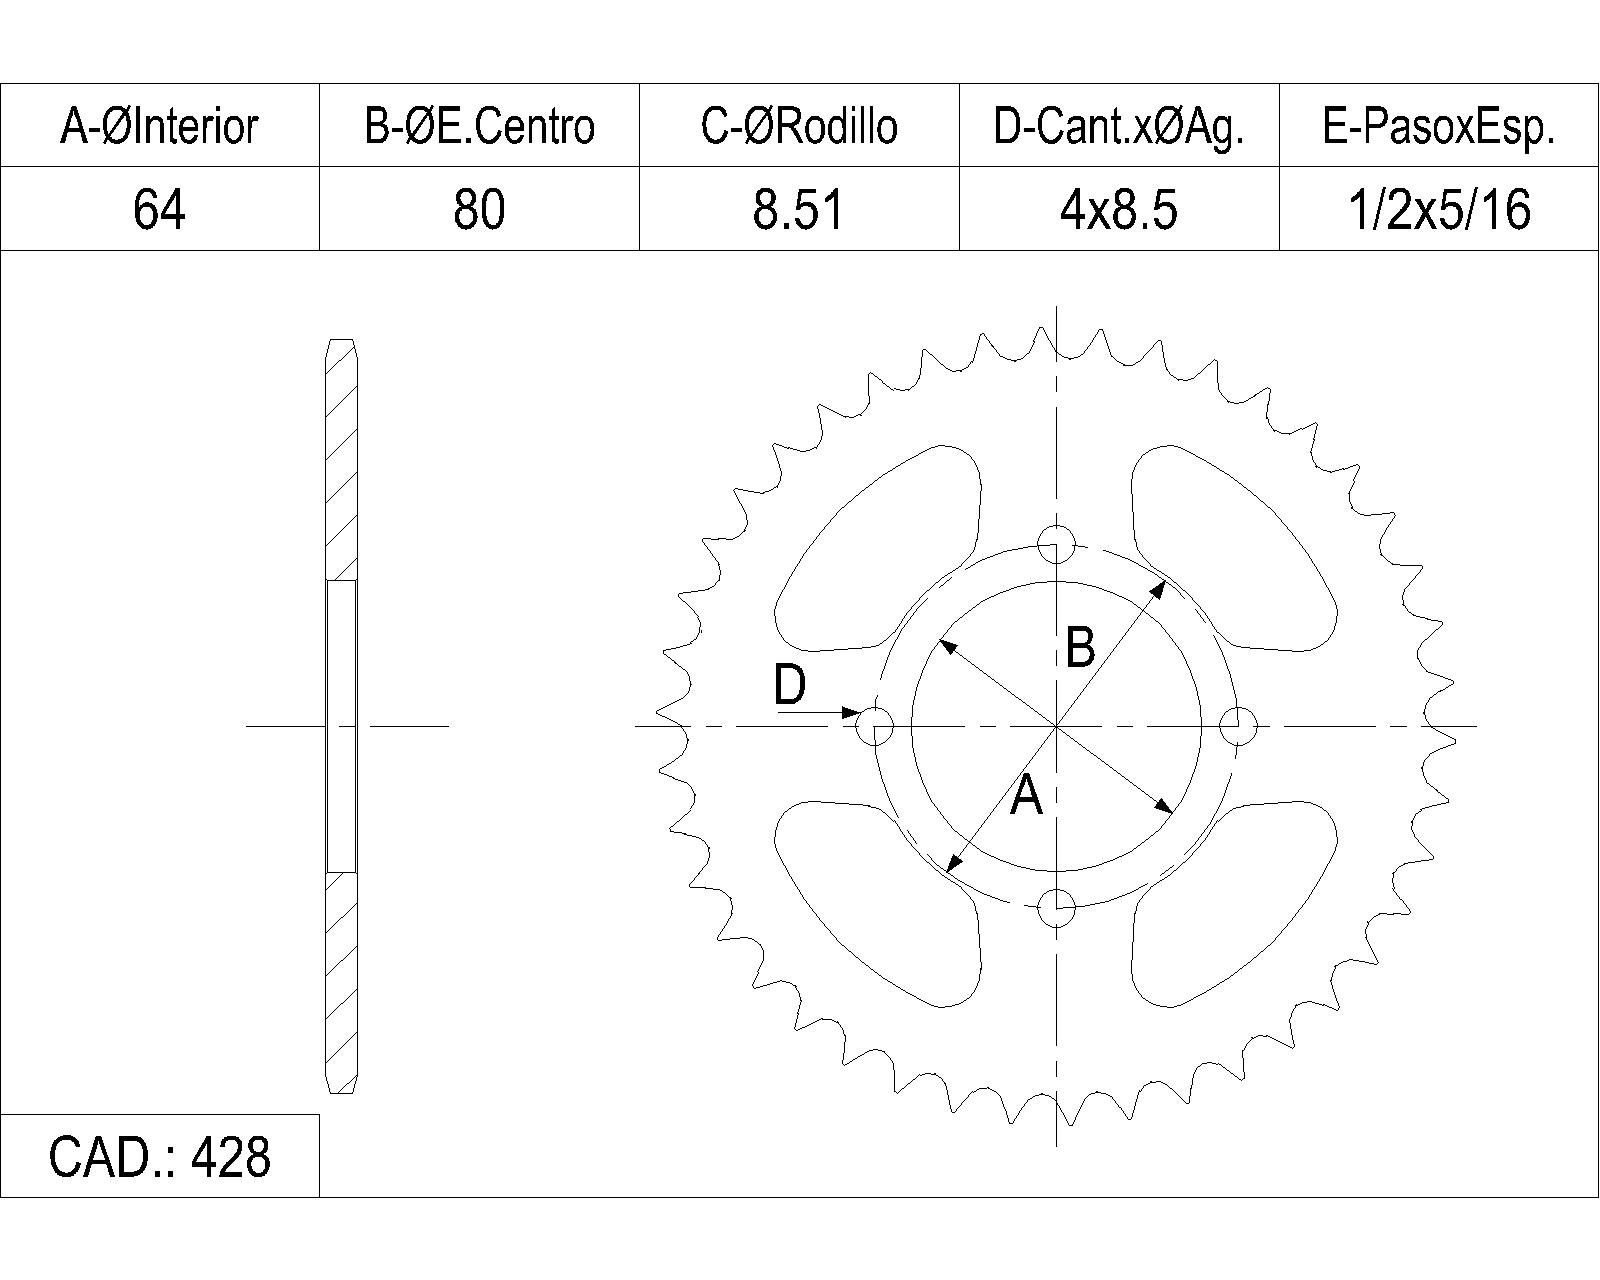 A-ØInterior B-ØE.Centro C-ØRodillo D-Cant.xØAg. E-PasoxEsp.
64 80 8.51 4x8.5 1/2x5/16
B
D
A
CAD.: 428